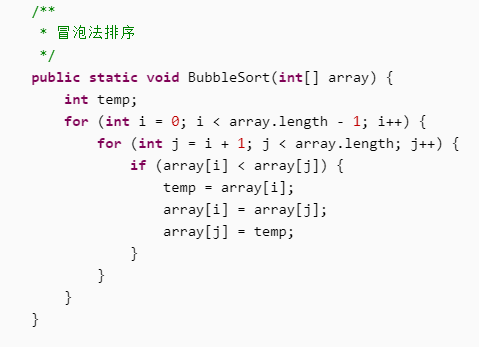 /**
 * 冒泡法排序
 */
public static void BubbleSort(int[] array) {
    int temp;
    for (int i = 0; i < array.length - 1; i++) {
        for (int j = i + 1; j < array.length; j++) {
            if (array[i] < array[j]) {
                temp = array[i];
                array[i] = array[j];
                array[j] = temp;
            }
        }
    }
}